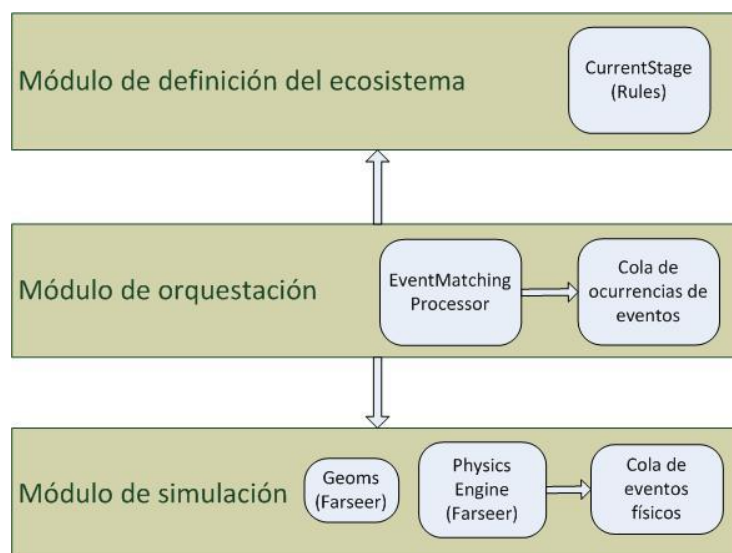 Módulo de definición del ecosistema
CurrentStage
(Rules)
Módulo de orquestación
EventMatching
Processor
Cola de
ocurrencias de
eventos
Módulo de simulación
Geoms
(Farseer)
Physics
Engine
(Farseer)
Cola de
eventos
físicos